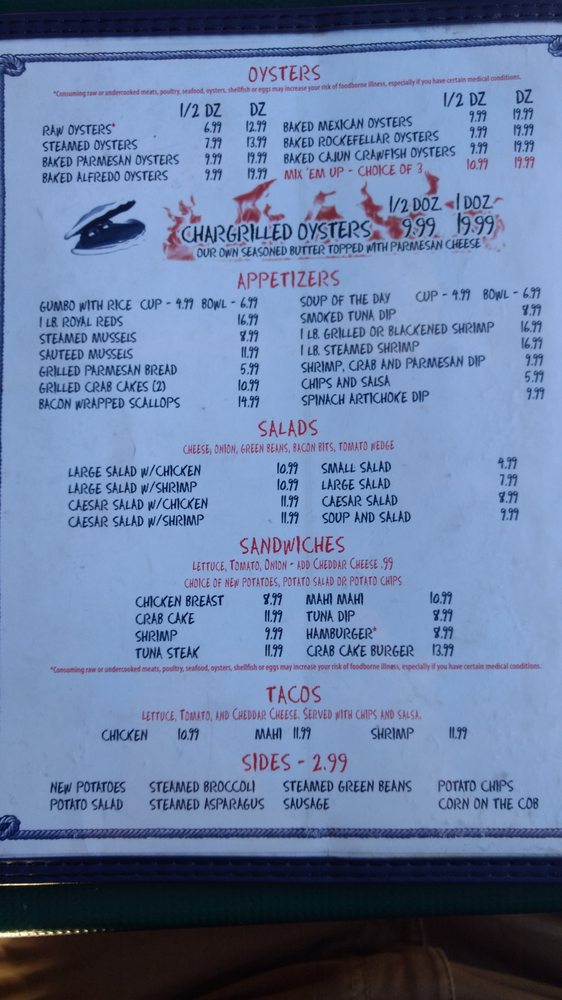 OYSTERS
*Consuming raw or undercooked meats, poultry, seafood, oysters, shellfish or eggs may increase your risk of foodborne illness, especially if you have certain medical conditions.
1/2 DZ DZ 1/2 DZ DZ
RAW OYSTERS* 6.99 12.99 BAKED MEXICAN OYSTERS 9.99 19.99
STEAMED OYSTERS 7.99 13.99 BAKED ROCKEFELLAR OYSTERS 9.99 19.99
BAKED PARMESAN OYSTERS 9.99 19.99 BAKED CAJUN CRAWFISH OYSTERS 9.99 19.99
BAKED ALFREDO OYSTERS 9.99 19.99 MIX 'EM UP - CHOICE OF 3 10.99 19.99
1/2 DOZ 1 DOZ
CHARGRILLED OYSTERS 9.99 19.99
OUR OWN SEASONED BUTTER TOPPED WITH PARMESAN CHEESE
APPETIZERS
GUMBO WITH RICE CUP - 4.99 BOWL - 6.99 SOUP OF THE DAY CUP - 4.99 BOWL - 6.99
1 LB. ROYAL REDS 16.99 SMOKED TUNA DIP 8.99
STEAMED MUSSELS 8.99 1 LB. GRILLED OR BLACKENED SHRIMP 16.99
SAUTEED MUSSELS 11.99 1 LB. STEAMED SHRIMP 16.99
GRILLED PARMESAN BREAD 5.99 SHRIMP, CRAB AND PARMESAN DIP 9.99
GRILLED CRAB CAKES (2) 10.99 CHIPS AND SALSA 5.99
BACON WRAPPED SCALLOPS 14.99 SPINACH ARTICHOKE DIP 9.99
SALADS
CHEESE, ONION, GREEN BEANS, BACON BITS, TOMATO WEDGE
LARGE SALAD W/CHICKEN 10.99 SMALL SALAD 4.99
LARGE SALAD W/SHRIMP 10.99 LARGE SALAD 7.99
CAESAR SALAD W/CHICKEN 11.99 CAESAR SALAD 8.99
CAESAR SALAD W/SHRIMP 11.99 SOUP AND SALAD 9.99
SANDWICHES
LETTUCE, TOMATO, ONION - ADD CHEDDAR CHEESE .99
CHOICE OF NEW POTATOES, POTATO SALAD OR POTATO CHIPS
CHICKEN BREAST 8.99 MAHI MAHI 10.99
CRAB CAKE 11.99 TUNA DIP 8.99
SHRIMP 9.99 HAMBURGER* 8.99
TUNA STEAK 11.99 CRAB CAKE BURGER 13.99
*Consuming raw or undercooked meats, poultry, seafood, oysters, shellfish or eggs may increase your risk of foodborne illness, especially if you have certain medical conditions.
TACOS
LETTUCE, TOMATO, AND CHEDDAR CHEESE. SERVED WITH CHIPS AND SALSA.
CHICKEN 10.99 MAHI 11.99 SHRIMP 11.99
SIDES - 2.99
NEW POTATOES STEAMED BROCCOLI STEAMED GREEN BEANS POTATO CHIPS
POTATO SALAD STEAMED ASPARAGUS SAUSAGE CORN ON THE COB